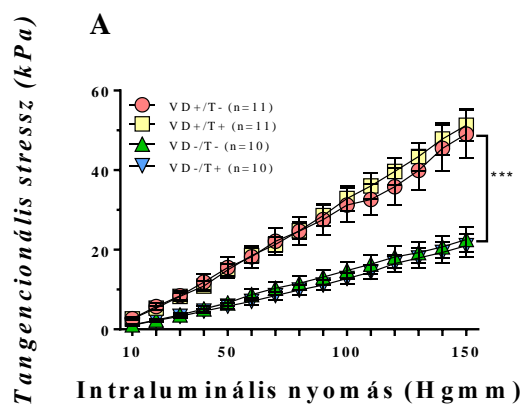 A
Tangencionális stressz (kPa)
60
40
20
0
VD+/T- (n=11)
VD+/T+ (n=11)
VD-/T- (n=10)
VD-/T+ (n=10)
***
10
50
100
150
Intraluminális nyomás (Hgmm)